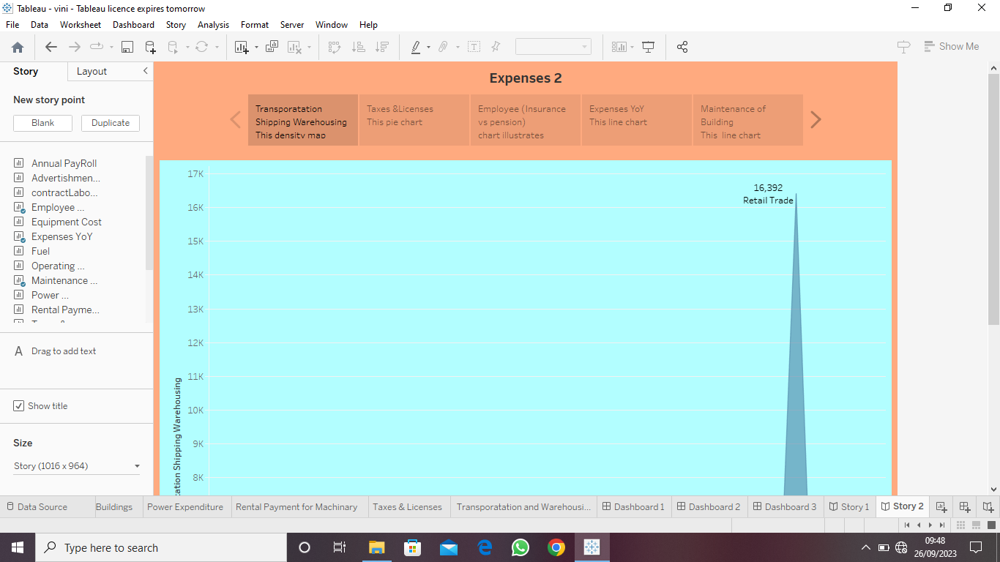 Tableau - vini - Tableau licence expires tomorrow
File Data Worksheet Dashboard Story Analysis Format Server Window Help
Show Me
Story Layout
New story point
Blank Duplicate
Annual PayRoll
Advertishmen...
contractLabo...
Employee ...
Equipment Cost
Expenses YoY
Fuel
Operating ...
Maintenance ...
Power ...
Rental Payme...
A Drag to add text
Show title
Size
Story (1016 x 964)
Expenses 2
Transporatation
Shipping Warehousing
This density map
Taxes &Licenses
This pie chart
Employee (Insurance
vs pension)
chart illustrates
Expenses YoY
This line chart
Maintenance of
Building
This line chart
17K
16K
15K
14K
13K
12K
11K
10K
9K
8K
16,392
Retail Trade
Shipping Warehousing
Data Source Buildings Power Expenditure Rental Payment for Machinery Taxes & Licenses Transporatation and Warehousi... Dashboard 1 Dashboard 2 Dashboard 3 Story 1 Story 2
Type here to search
09:48
26/09/2023